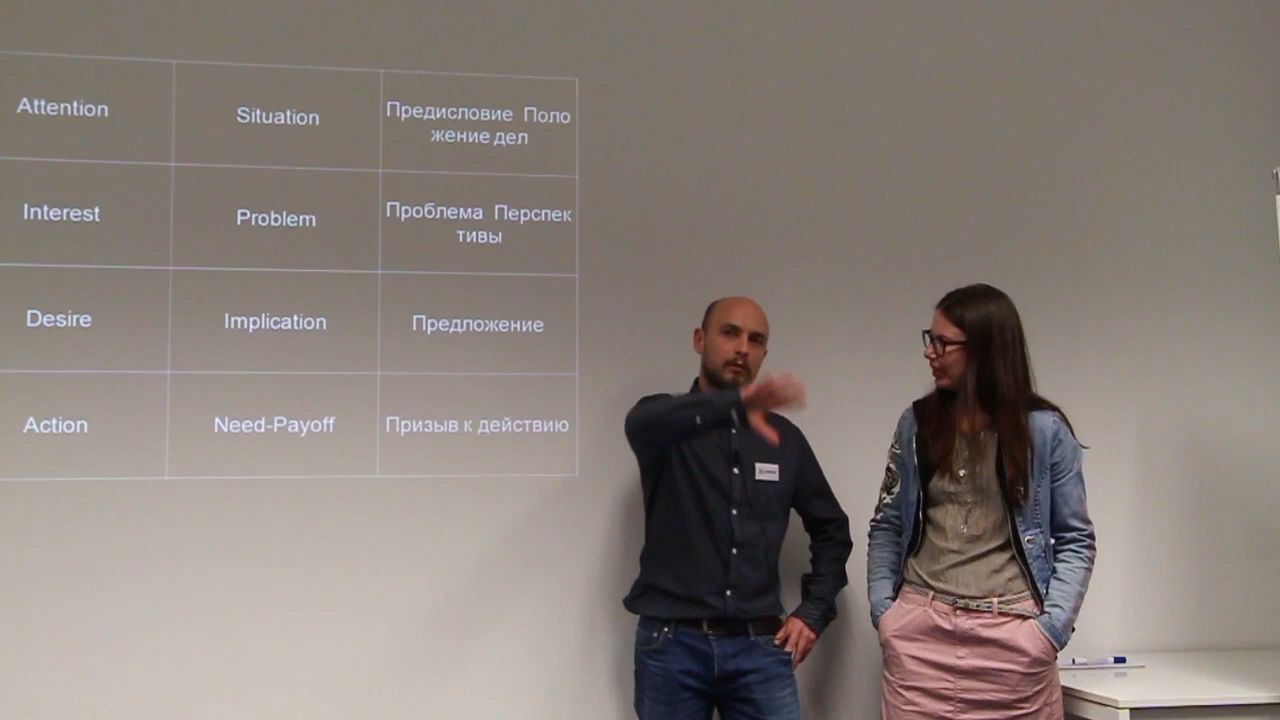 Attention
Situation
Предисловие Поло
жение дел
Interest
Problem
Проблема Перспек
тивы
Desire
Implication
Предложение
Action
Need-Payoff
Призыв к действию